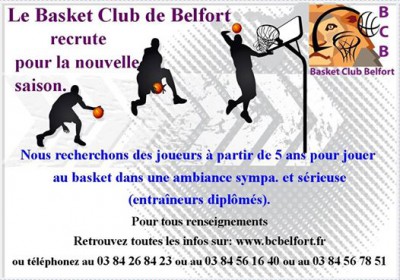 Le Basket Club de Belfort
recrute
pour la nouvelle
saison.
B
C
B
Basket Club Belfort
Nous recherchons des joueurs à partir de 5 ans pour jouer
au basket dans une ambiance sympa. et sérieuse
(entraîneurs diplômés).
Pour tous renseignements
Retrouvez toutes les infos sur: www.bcbelfort.fr
ou téléphonez au 03 84 26 84 23 ou au 03 84 56 16 40 ou au 03 84 56 78 51